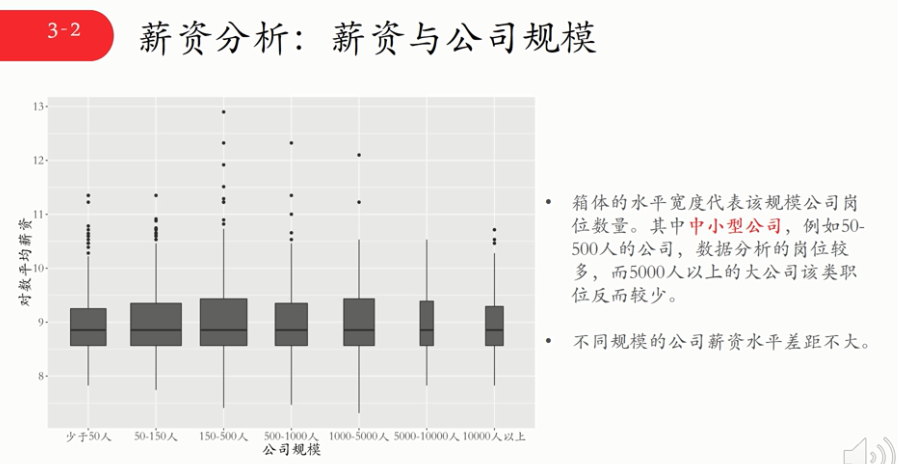 3-2
薪资分析：薪资与公司规模
13
12
11
10
9
8
对数平均薪资
少于50人 50-150人 150-500人 500-1000人 1000-5000人 5000-10000人 10000人以上
公司规模
• 箱体的水平宽度代表该规模公司岗
位数量。其中中小型公司，例如50-
500人的公司，数据分析的岗位较
多，而5000人以上的大公司该类职
位反而较少。
• 不同规模的公司薪资水平差距不大。